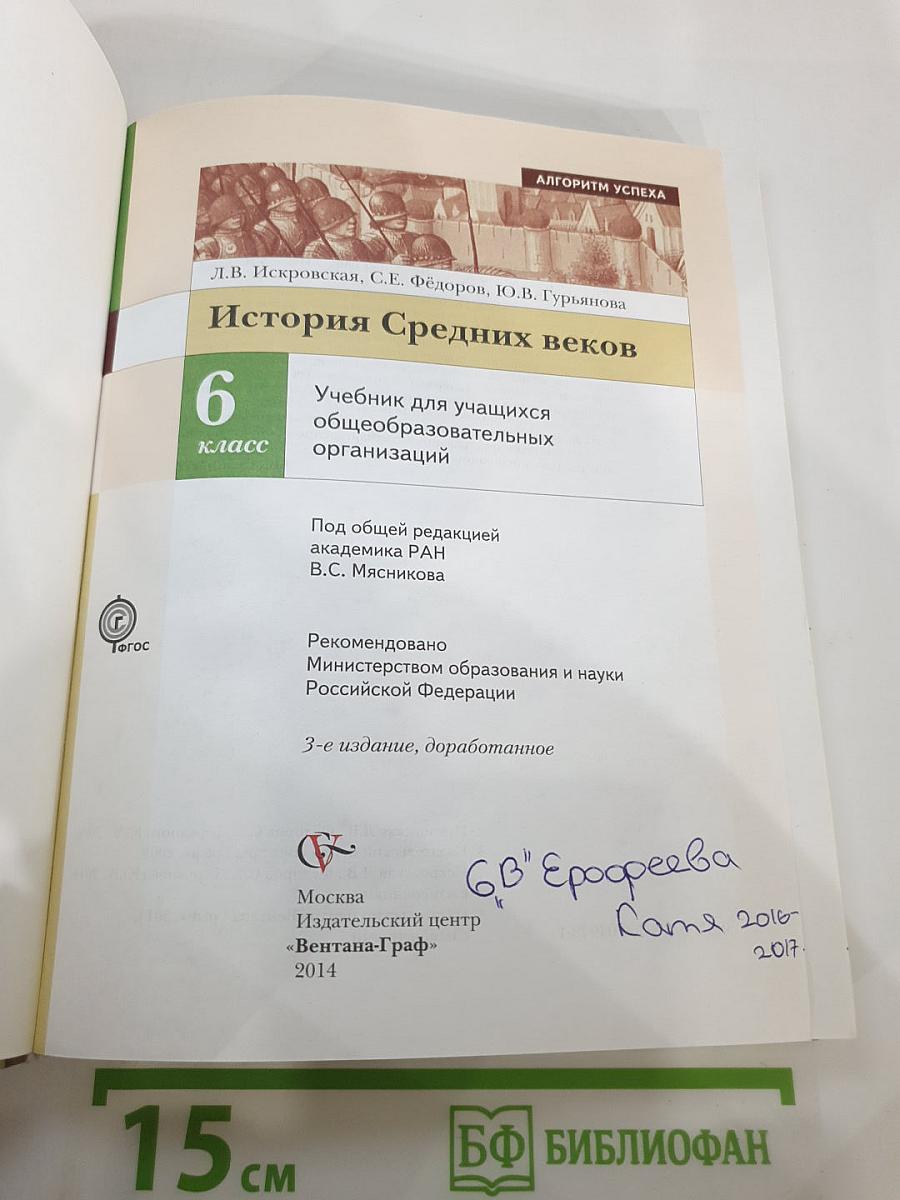 АЛГОРИТМ УСПЕХА
Л.В. Искровская, С.Е. Фёдоров, Ю.В. Гурьянова
История Средних веков
6
класс
Учебник для учащихся
общеобразовательных
организаций
Под общей редакцией
академика РАН
В.С. Мясникова
ФГОС
Рекомендовано
Министерством образования и науки
Российской Федерации
3-е издание, доработанное
Москва
Издательский центр
«Вентана-Граф»
2014
6 „В" Ерофеева
Катя 2016-
2017.
15 см
БФ БИБЛИОФАН